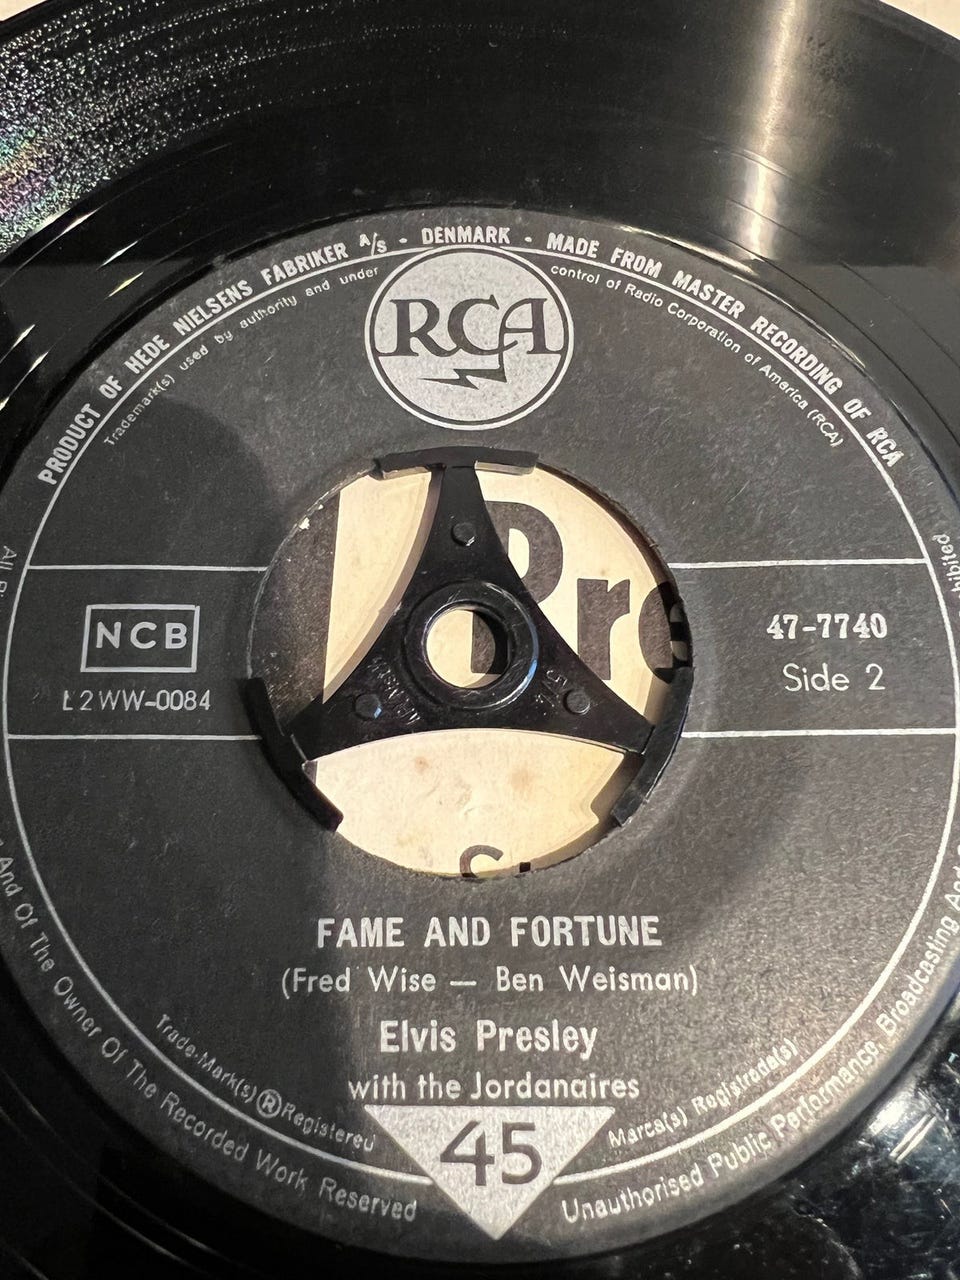 PRODUCT OF HEDE NIELSENS FABRIKER A/S · DENMARK · MADE FROM MASTER RECORDING OF RCA
Trademark(s) used by authority and under control of Radio Corporation of America (RCA)
RCA
Pre
NCB
L2WW-0084
47-7740
Side 2
FAME AND FORTUNE
(Fred Wise — Ben Weisman)
Elvis Presley
with the Jordanaires
Trade-Mark(s) ® Registered
Marca(s) Registrada(s)
45
All
And Of The Owner Of The Recorded Work Reserved
Unauthorised Public Performance, Broadcasting And
hibited